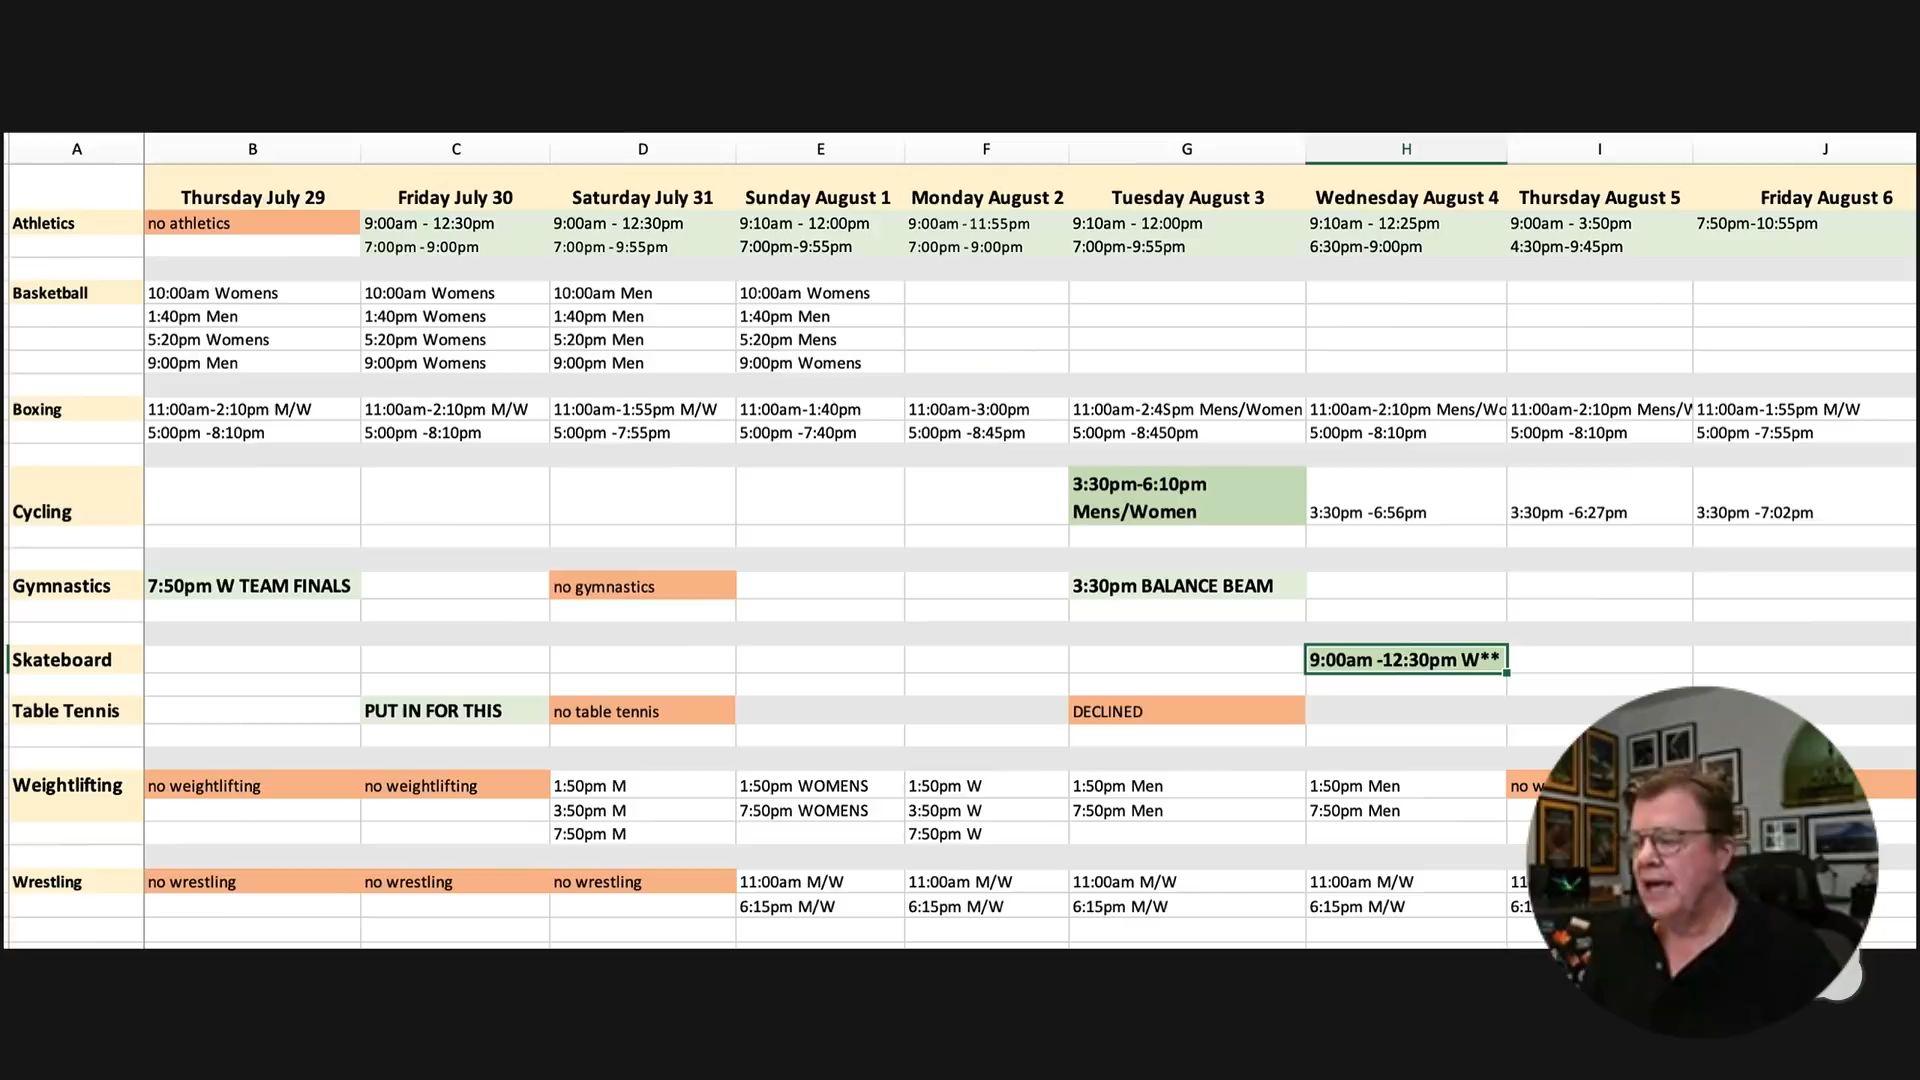 A B C D E F G H I J
Thursday July 29 Friday July 30 Saturday July 31 Sunday August 1 Monday August 2 Tuesday August 3 Wednesday August 4 Thursday August 5 Friday August 6
Athletics no athletics 9:00am - 12:30pm 9:00am - 12:30pm 9:10am - 12:00pm 9:00am - 11:55pm 9:10am - 12:00pm 9:10am - 12:25pm 9:00am - 3:50pm 7:50pm-10:55pm
7:00pm - 9:00pm 7:00pm - 9:55pm 7:00pm-9:55pm 7:00pm - 9:00pm 7:00pm-9:55pm 6:30pm-9:00pm 4:30pm-9:45pm
Basketball 10:00am Womens 10:00am Womens 10:00am Men 10:00am Womens
1:40pm Men 1:40pm Womens 1:40pm Men 1:40pm Men
5:20pm Womens 5:20pm Womens 5:20pm Men 5:20pm Mens
9:00pm Men 9:00pm Womens 9:00pm Men 9:00pm Womens
Boxing 11:00am-2:10pm M/W 11:00am-2:10pm M/W 11:00am-1:55pm M/W 11:00am-1:40pm 11:00am-3:00pm 11:00am-2:4Spm Mens/Women 11:00am-2:10pm Mens/Wo 11:00am-2:10pm Mens/W 11:00am-1:55pm M/W
5:00pm -8:10pm 5:00pm -8:10pm 5:00pm -7:55pm 5:00pm -7:40pm 5:00pm -8:45pm 5:00pm -8:450pm 5:00pm -8:10pm 5:00pm -8:10pm 5:00pm -7:55pm
3:30pm-6:10pm
Cycling Mens/Women 3:30pm -6:56pm 3:30pm -6:27pm 3:30pm -7:02pm
Gymnastics 7:50pm W TEAM FINALS no gymnastics 3:30pm BALANCE BEAM
Skateboard 9:00am -12:30pm W**
Table Tennis PUT IN FOR THIS no table tennis DECLINED
Weightlifting no weightlifting no weightlifting 1:50pm M 1:50pm WOMENS 1:50pm W 1:50pm Men 1:50pm Men no w
3:50pm M 7:50pm WOMENS 3:50pm W 7:50pm Men 7:50pm Men
7:50pm M 7:50pm W
Wrestling no wrestling no wrestling no wrestling 11:00am M/W 11:00am M/W 11:00am M/W 11:00am M/W 11
6:15pm M/W 6:15pm M/W 6:15pm M/W 6:15pm M/W 6:1